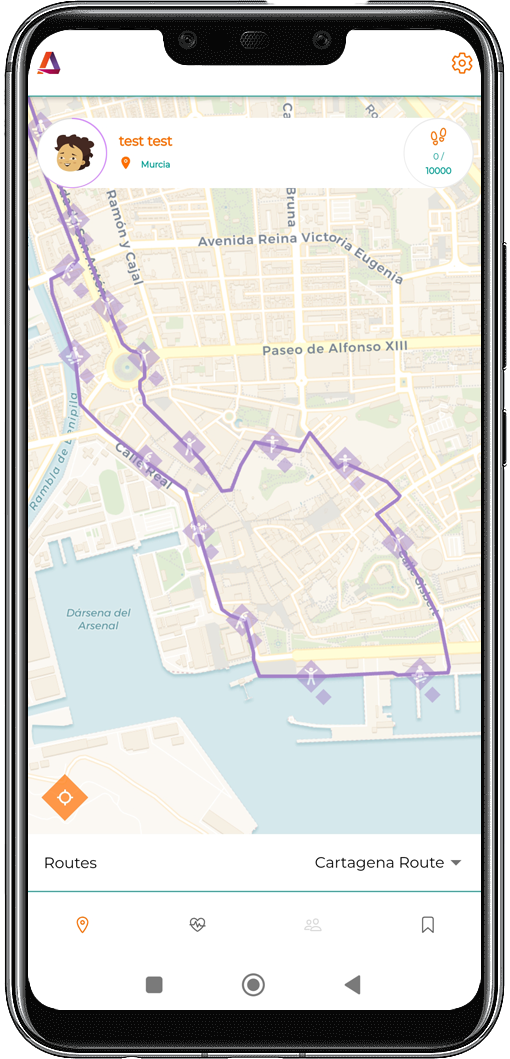 test test
Murcia
0 /
10000
Ramón y Cajal
Bruna
Avenida Reina Victoria Eugenia
Paseo de Alfonso XIII
Rambla de Benipila
Calle Real
Calle Gisbert
Dársena del
Arsenal
Routes
Cartagena Route